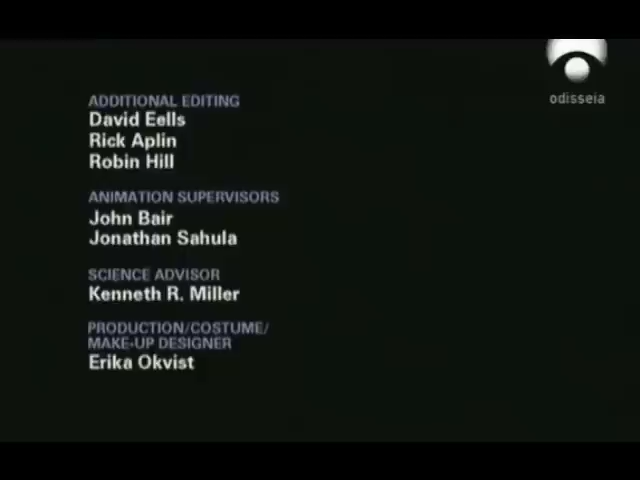 odisseia
ADDITIONAL EDITING
David Eells
Rick Aplin
Robin Hill
ANIMATION SUPERVISORS
John Bair
Jonathan Sahula
SCIENCE ADVISOR
Kenneth R. Miller
PRODUCTION/COSTUME/
MAKE-UP DESIGNER
Erika Okvist